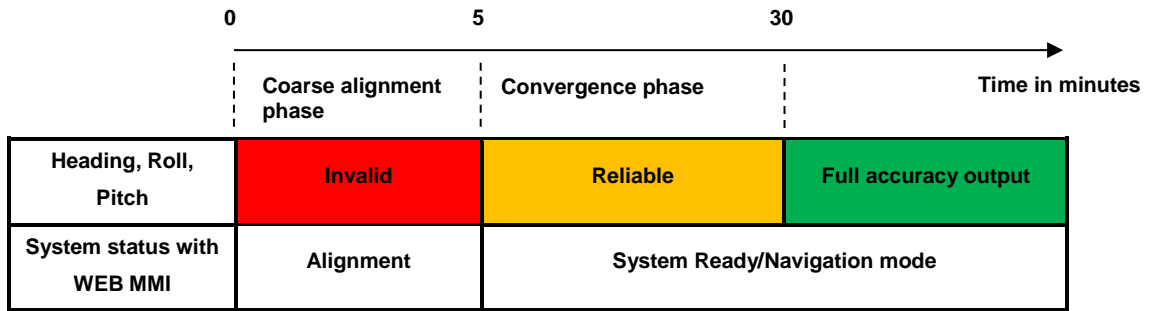 0 5 30
Time in minutes
Coarse alignment
phase
Convergence phase
Heading, Roll,
Pitch
Invalid
Reliable
Full accuracy output
System status with
WEB MMI
Alignment
System Ready/Navigation mode